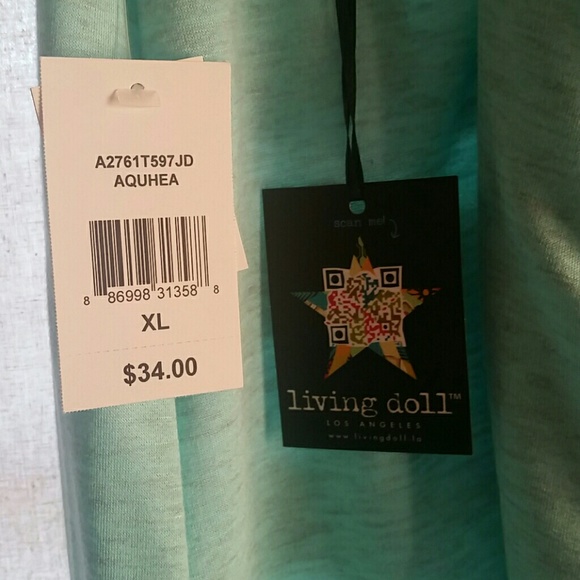 A2761T597JD
AQUHEA
8 86998 31358 8
XL
$34.00
scan me!
living doll™
LOS ANGELES
www.livingdoll.la